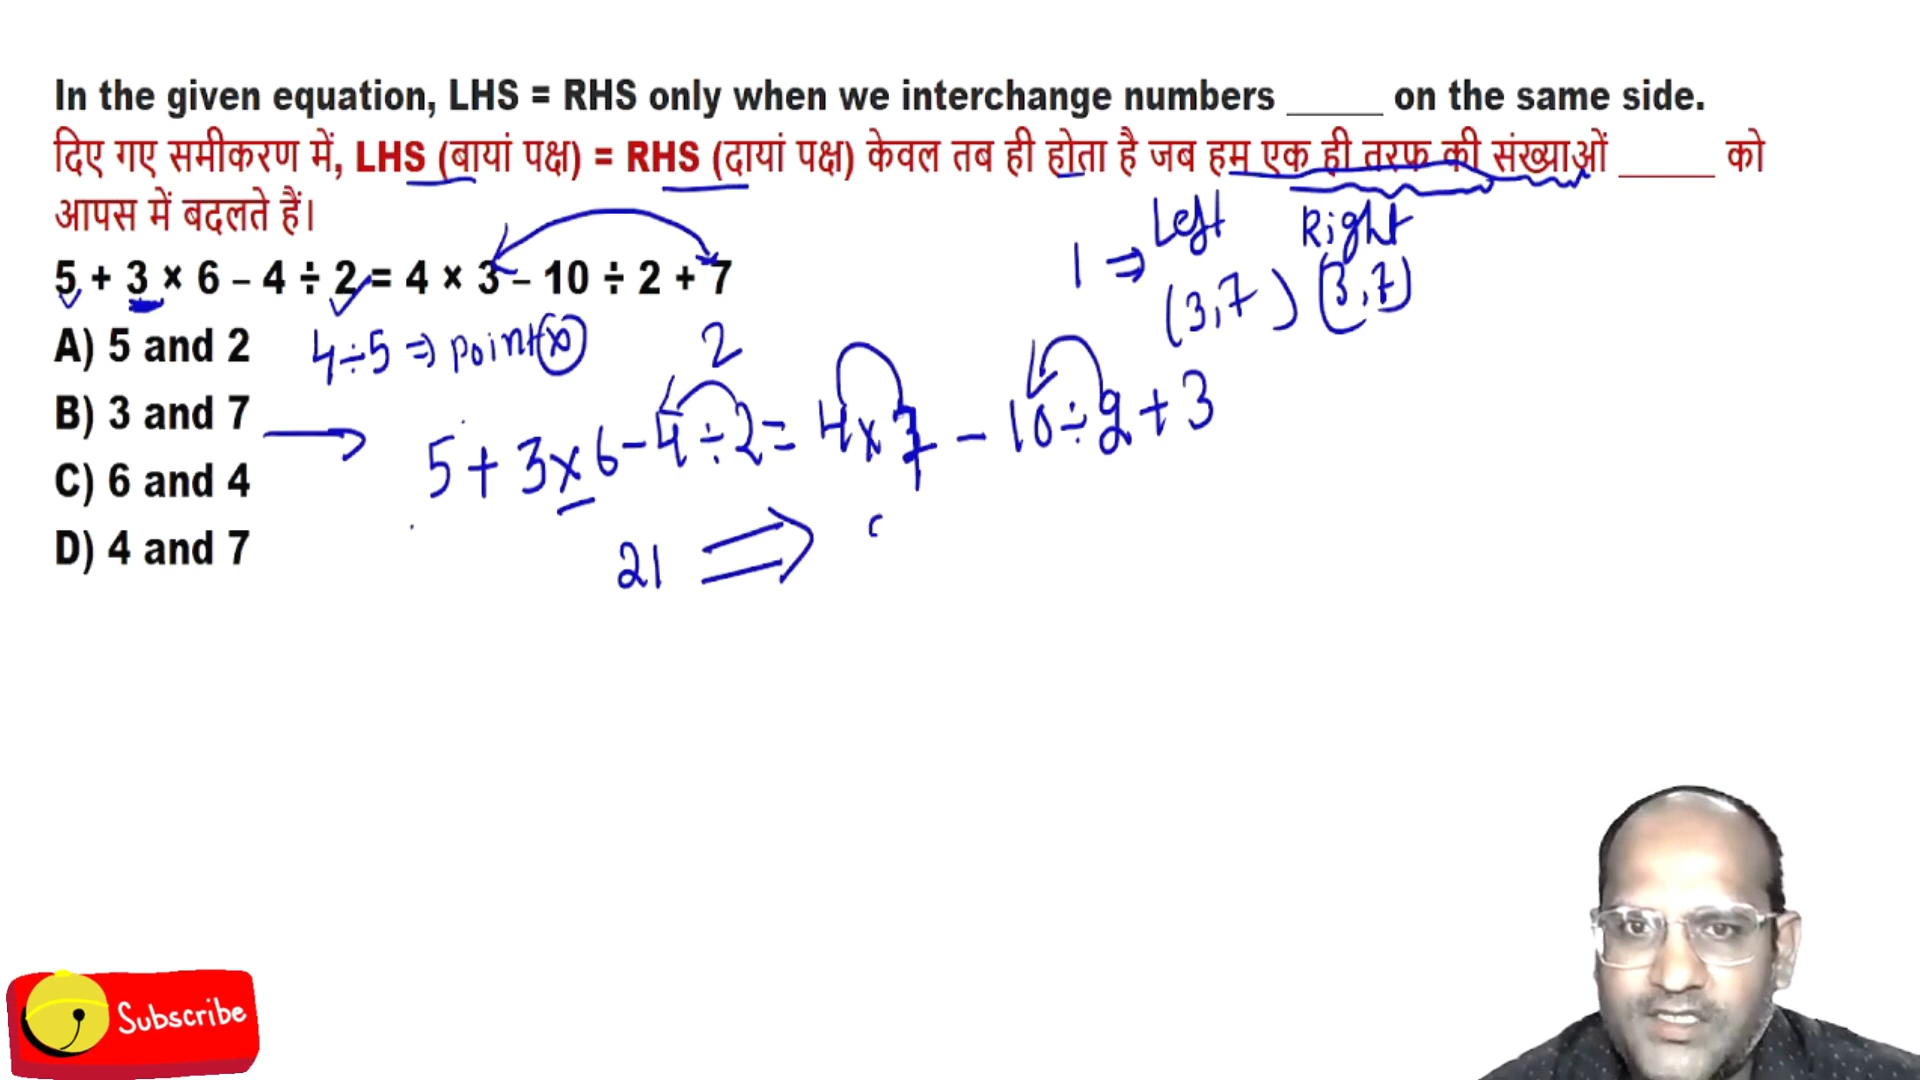 In the given equation, LHS = RHS only when we interchange numbers _____ on the same side.
दिए गए समीकरण में, LHS (बायां पक्ष) = RHS (दायां पक्ष) केवल तब ही होता है जब हम एक ही तरफ की संख्याओं _____ को
आपस में बदलते हैं।
Left Right
5 + 3 × 6 – 4 ÷ 2 = 4 × 3 – 10 ÷ 2 + 7
1 ⇒ (3,7) (3,7)
A) 5 and 2
4÷5 ⇒ point (x)
2
B) 3 and 7
5 + 3 × 6 - 4 ÷ 2 = 4 × 7 - 10 ÷ 2 + 3
C) 6 and 4
D) 4 and 7
21 ⇒
Subscribe